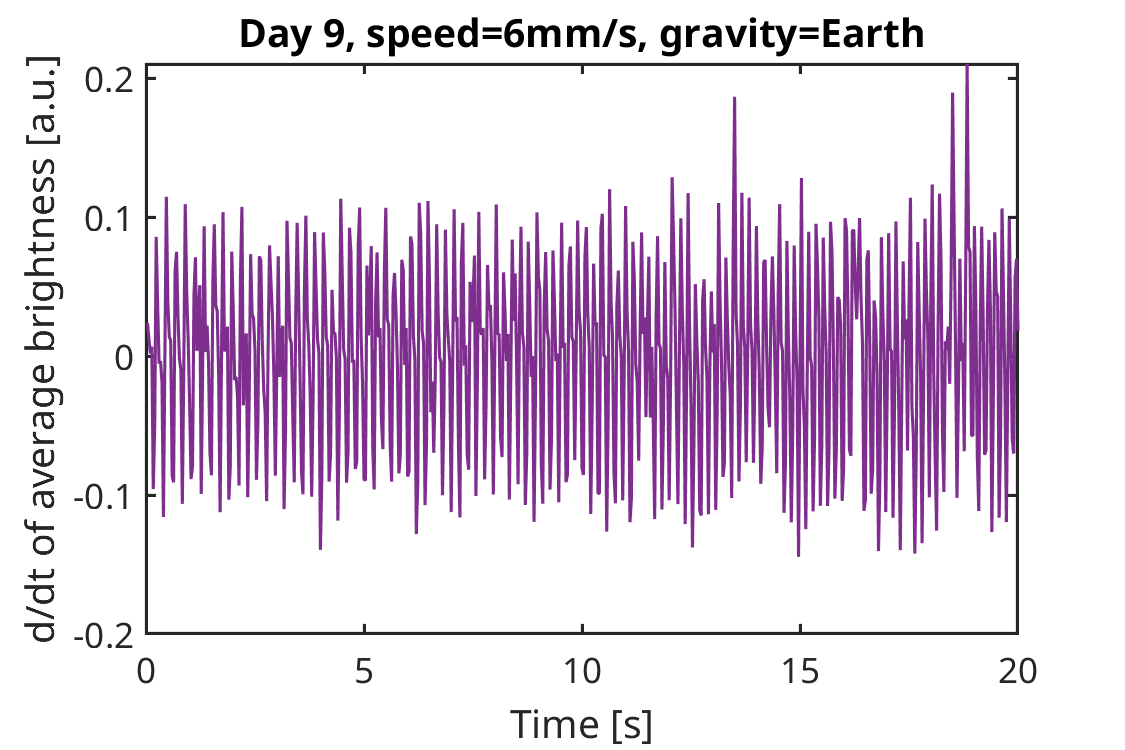 Day 9, speed=6mm/s, gravity=Earth
d/dt of average brightness [a.u.]
0.2
0.1
0
-0.1
-0.2
0 5 10 15 20
Time [s]